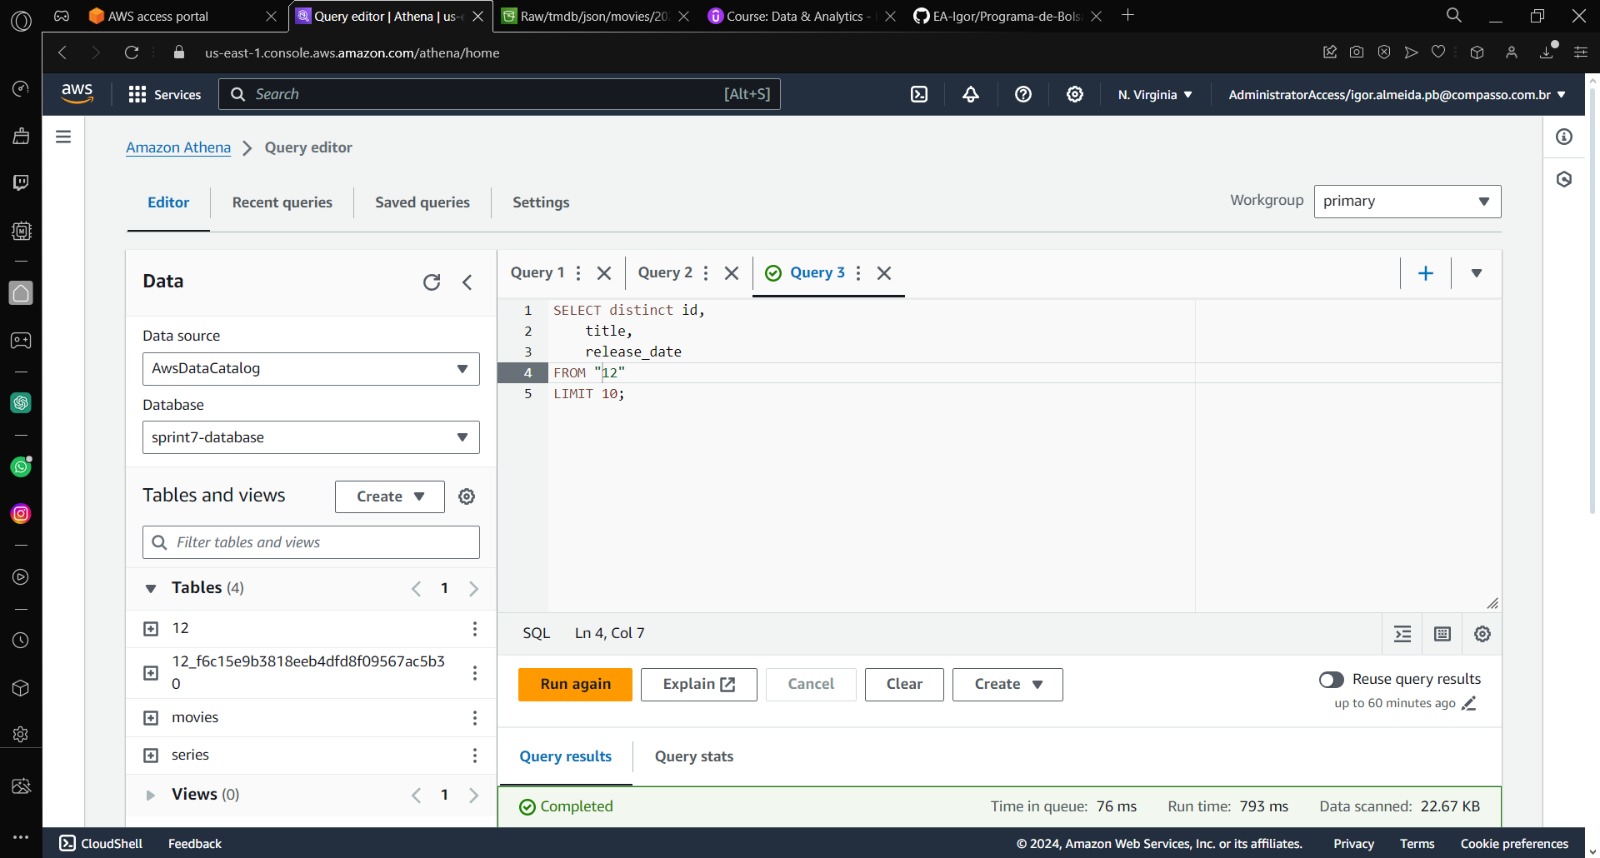 AWS access portal
Query editor | Athena | us-
Raw/tmdb/json/movies/20
Course: Data & Analytics -
EA-Igor/Programa-de-Bols
us-east-1.console.aws.amazon.com/athena/home
aws
Services
Search
[Alt+S]
N. Virginia
AdministratorAccess/igor.almeida.pb@compasso.com.br
Amazon Athena
Query editor
Editor
Recent queries
Saved queries
Settings
Workgroup
primary
Data
Data source
AwsDataCatalog
Database
sprint7-database
Tables and views
Create
Filter tables and views
Tables (4)
1
12
12_f6c15e9b3818eeb4dfd8f09567ac5b3
0
movies
series
Views (0)
1
Query 1
Query 2
Query 3
1 SELECT distinct id,
2 title,
3 release_date
4 FROM "12"
5 LIMIT 10;
SQL
Ln 4, Col 7
Run again
Explain
Cancel
Clear
Create
Reuse query results
up to 60 minutes ago
Query results
Query stats
Completed
Time in queue: 76 ms
Run time: 793 ms
Data scanned: 22.67 KB
CloudShell
Feedback
© 2024, Amazon Web Services, Inc. or its affiliates.
Privacy
Terms
Cookie preferences